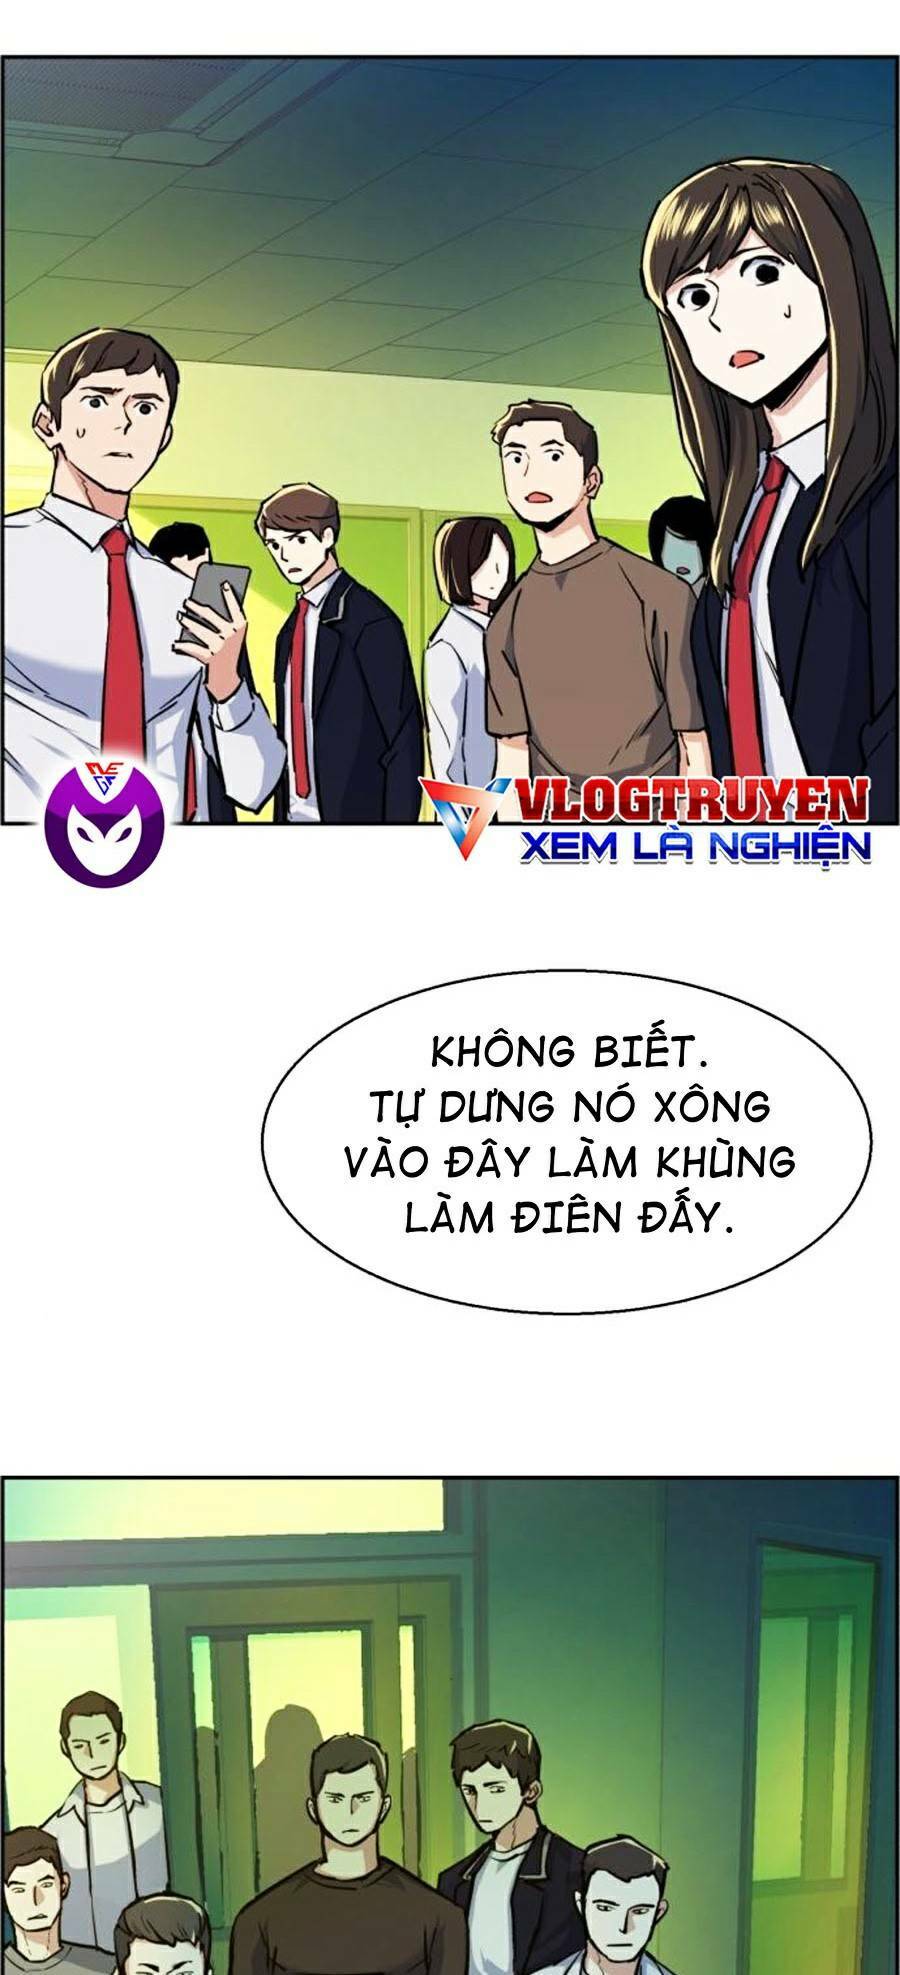 VLOGTRUYEN
XEM LÀ NGHIỆN
KHÔNG BIẾT.
TỰ DƯNG NÓ XÔNG
VÀO ĐÂY LÀM KHÙNG
LÀM ĐIÊN ĐẤY.